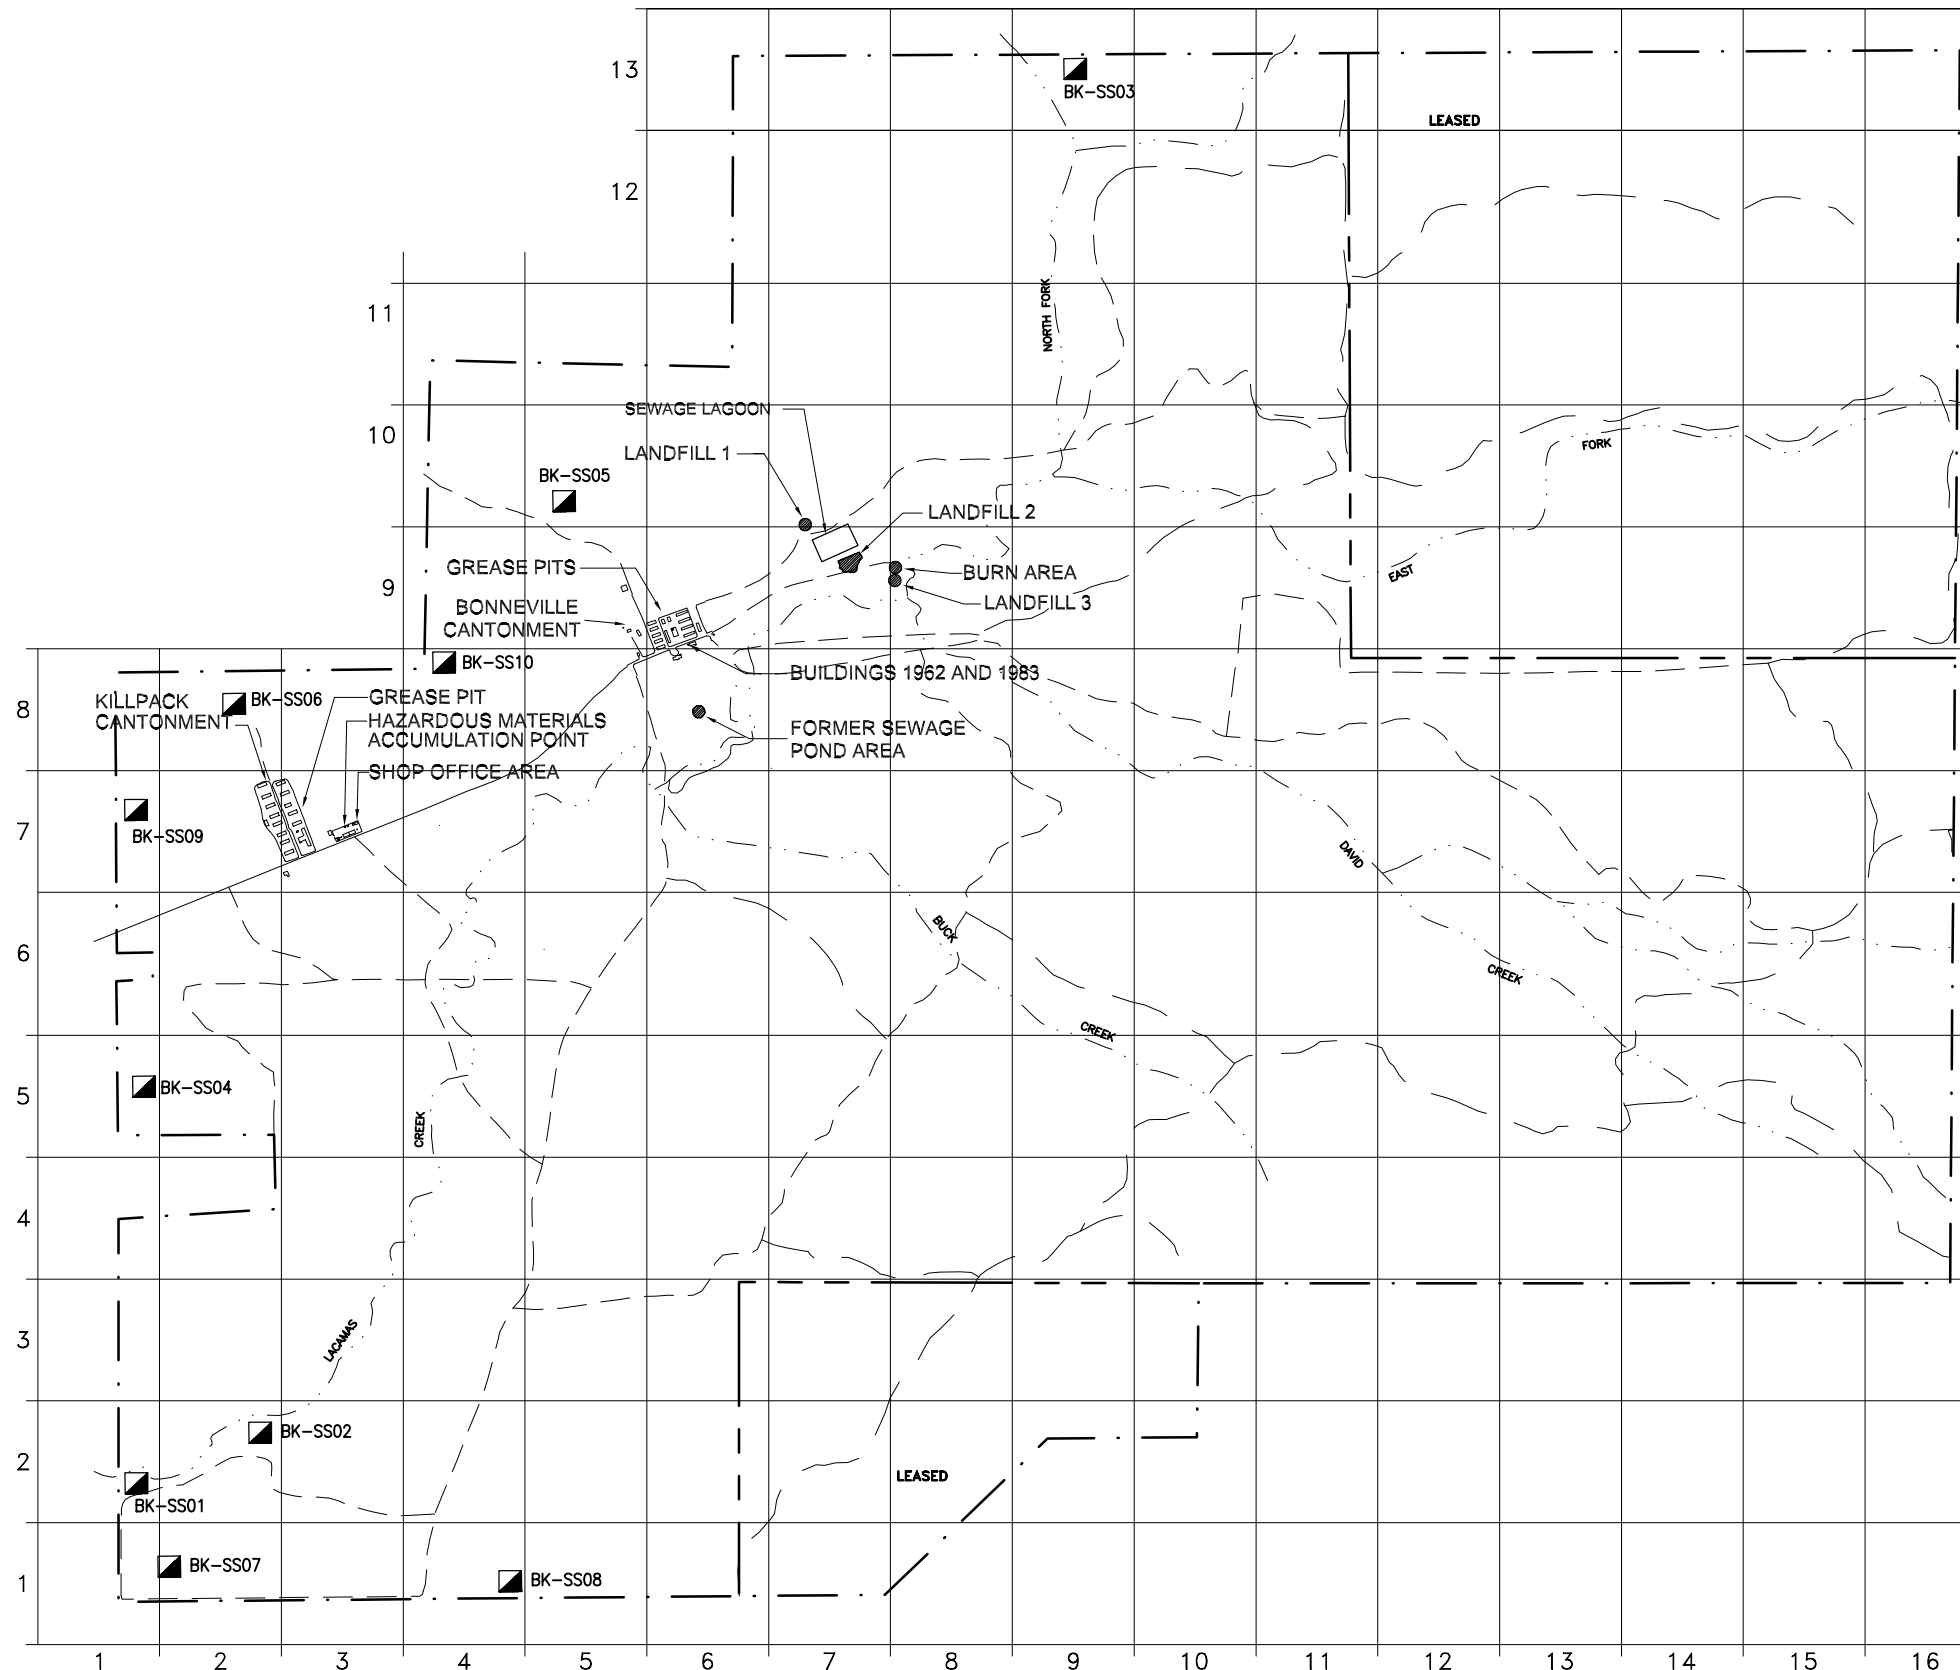 13
BK-SS03
LEASED
12
11
NORTH FORK
SEWAGE LAGOON
10
LANDFILL 1
FORK
BK-SS05
LANDFILL 2
GREASE PITS
BURN AREA
EAST
9
LANDFILL 3
BONNEVILLE
CANTONMENT
BK-SS10
BUILDINGS 1962 AND 1983
KILLPACK
CANTONMENT
BK-SS06
GREASE PIT
8
HAZARDOUS MATERIALS
ACCUMULATION POINT
FORMER SEWAGE
POND AREA
SHOP OFFICE AREA
7
BK-SS09
DAVID
BUCK
6
CREEK
CREEK
5
BK-SS04
CREEK
4
3
LACAMAS
BK-SS02
2
LEASED
BK-SS01
BK-SS07
BK-SS08
1
1 2 3 4 5 6 7 8 9 10 11 12 13 14 15 16